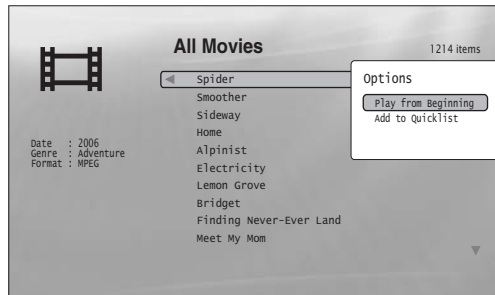 All Movies
1214 items
Spider
Smoother
Sideway
Home
Alpinist
Electricity
Lemon Grove
Bridget
Finding Never-Ever Land
Meet My Mom
Options
Play from Beginning
Add to Quicklist
Date : 2006
Genre : Adventure
Format : MPEG